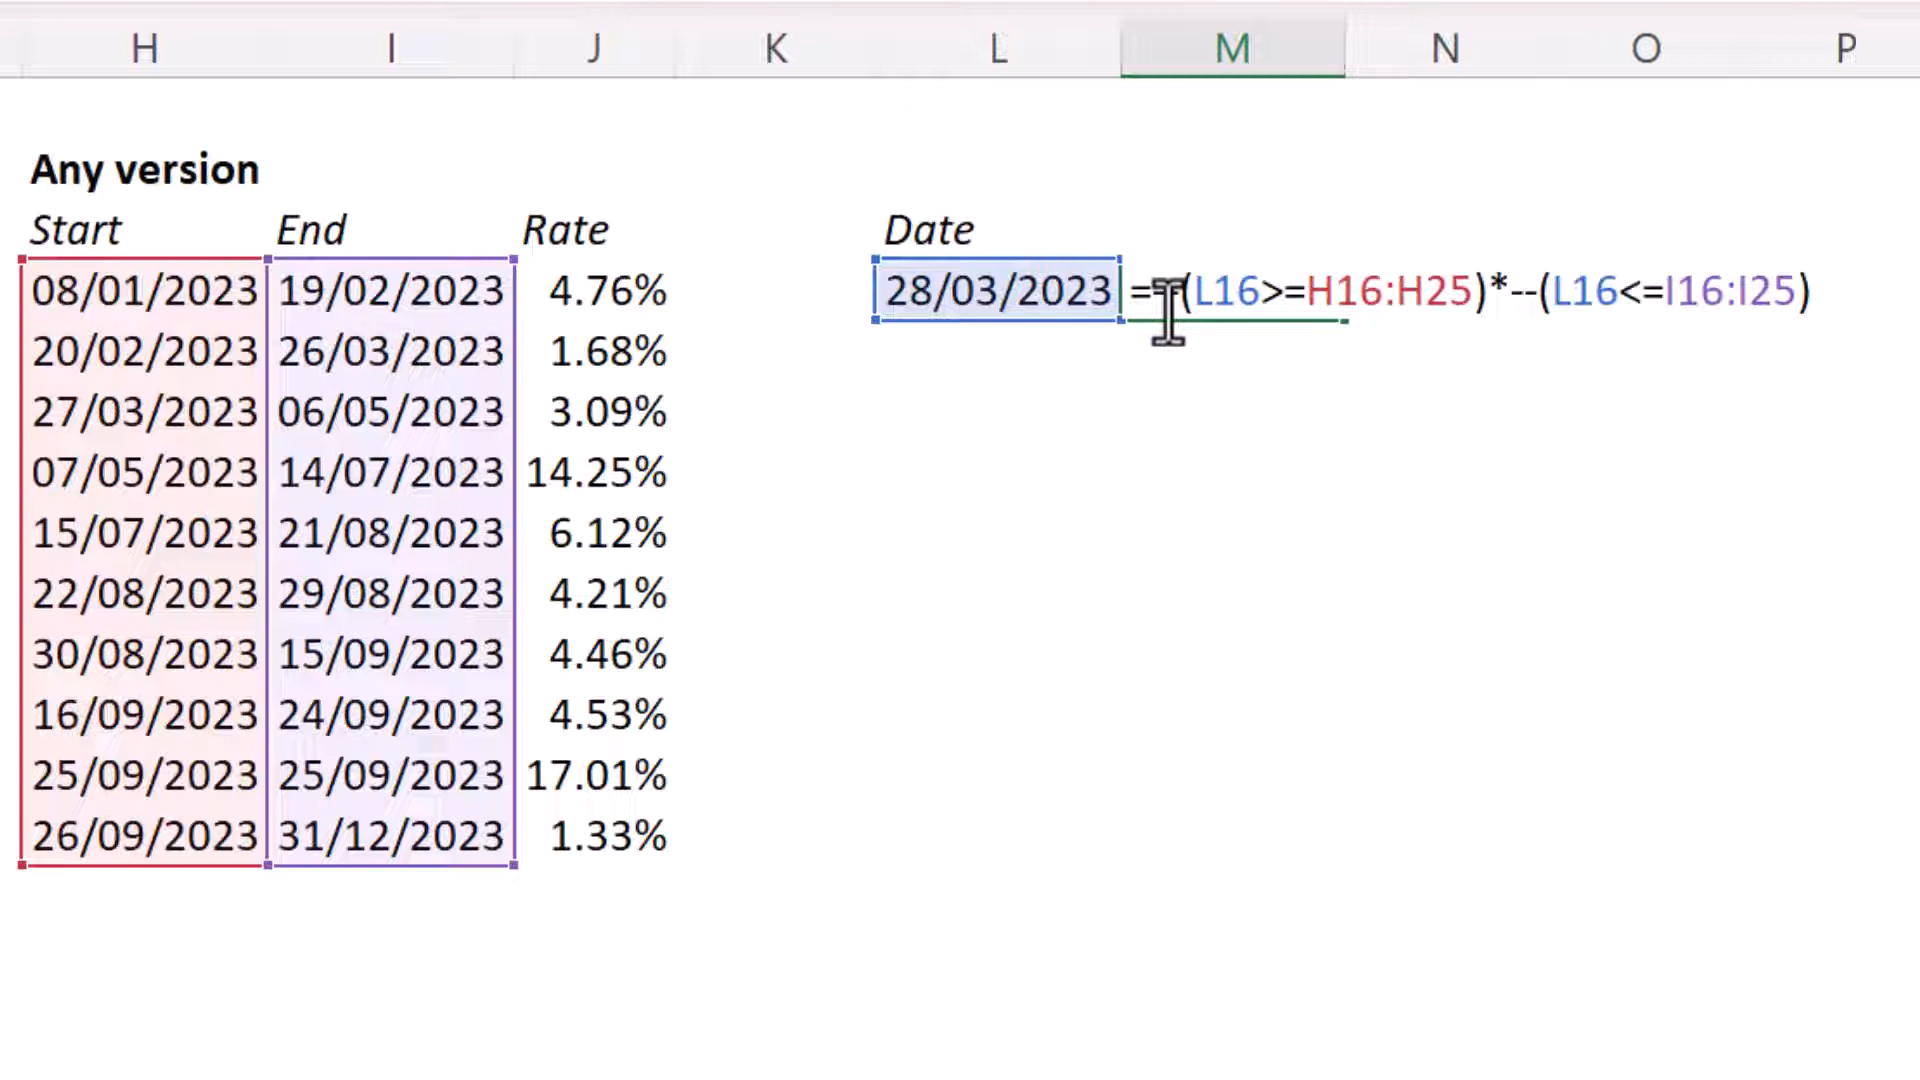 H I J K L M N O P
Any version
Start End Rate Date
08/01/2023 19/02/2023 4.76% 28/03/2023 =--(L16>=H16:H25)*--(L16<=I16:I25)
20/02/2023 26/03/2023 1.68%
27/03/2023 06/05/2023 3.09%
07/05/2023 14/07/2023 14.25%
15/07/2023 21/08/2023 6.12%
22/08/2023 29/08/2023 4.21%
30/08/2023 15/09/2023 4.46%
16/09/2023 24/09/2023 4.53%
25/09/2023 25/09/2023 17.01%
26/09/2023 31/12/2023 1.33%